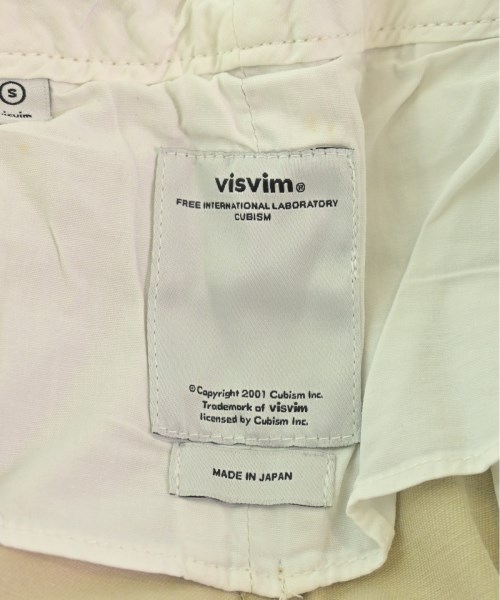 S
visvim
visvim®
FREE INTERNATIONAL LABORATORY
CUBISM
©Copyright 2001 Cubism Inc.
Trademark of visvim
licensed by Cubism Inc.
MADE IN JAPAN